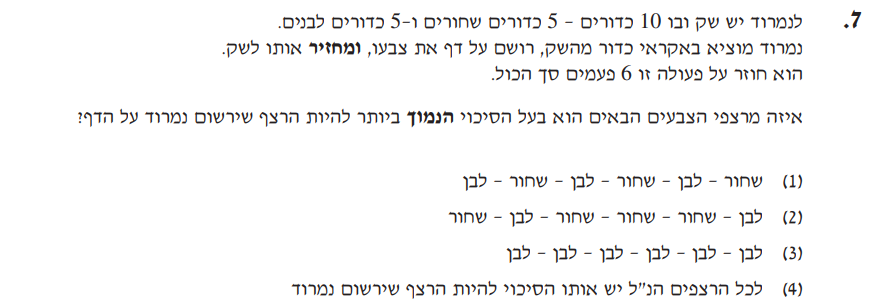 7. לנמרוד יש שק ובו 10 כדורים - 5 כדורים שחורים ו-5 כדורים לבנים.
נמרוד מוציא באקראי כדור מהשק, רושם על דף את צבעו, ומחזיר אותו לשק.
הוא חוזר על פעולה זו 6 פעמים סך הכול.
איזה מרצפי הצבעים הבאים הוא בעל הסיכוי הנמוך ביותר להיות הרצף שירשום נמרוד על הדף?
(1) שחור - לבן - שחור - לבן - שחור - לבן
(2) לבן - שחור - שחור - שחור - לבן - שחור
(3) לבן - לבן - לבן - לבן - לבן - לבן
(4) לכל הרצפים הנ"ל יש אותו הסיכוי להיות הרצף שירשום נמרוד